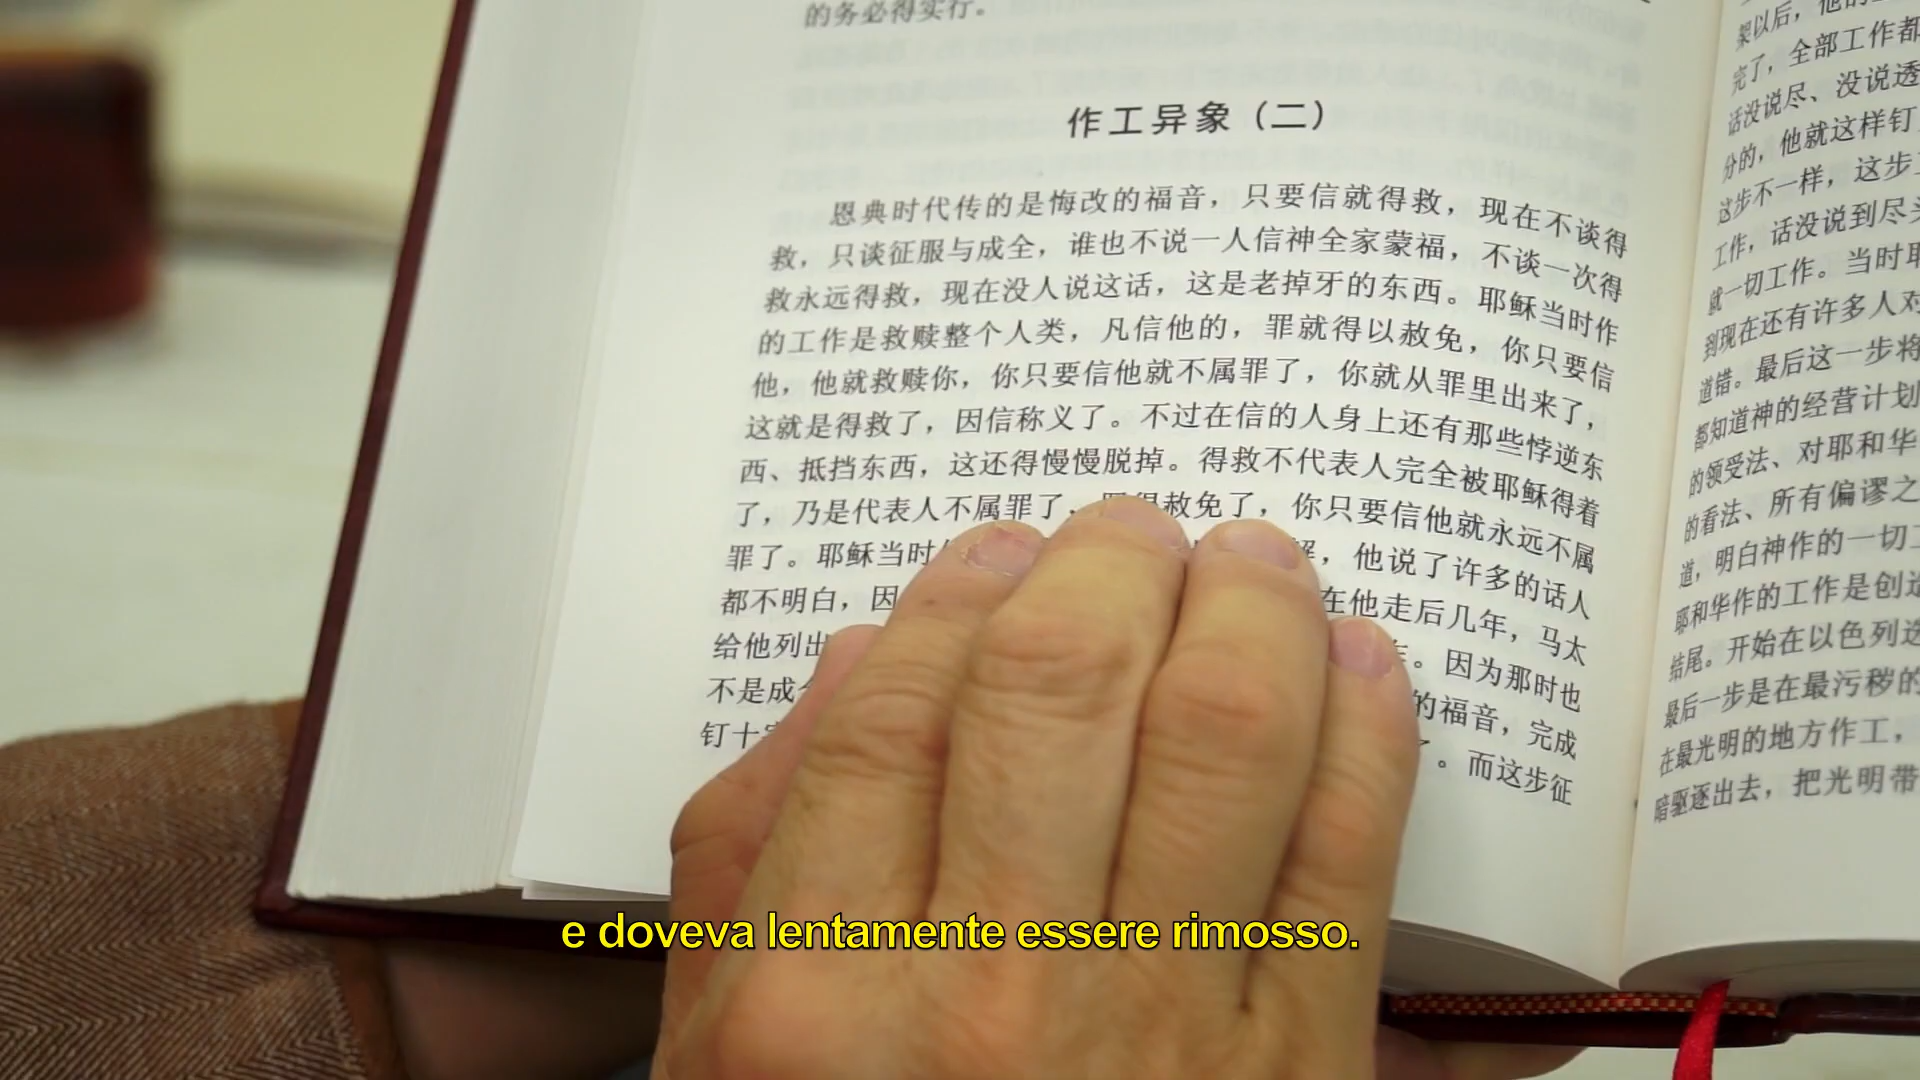 的务必得实行。
作工异象（二）
恩典时代传的是悔改的福音，只要信就得救，现在不谈得
救，只谈征服与成全，谁也不说一人信神全家蒙福，不谈一次得
救永远得救，现在没人说这话，这是老掉牙的东西。耶稣当时作
的工作是救赎整个人类，凡信他的，罪就得以赦免，你只要信
他，他就救赎你，你只要信他就不属罪了，你就从罪里出来了，
这就是得救了，因信称义了。不过在信的人身上还有那些悖逆东
西、抵挡东西，这还得慢慢脱掉。得救不代表人完全被耶稣得着
了，乃是代表人不属罪了，罪得赦免了，你只要信他就永远不属
罪了。耶稣当时 解，他说了许多的话人
都不明白，因 在他走后几年，马太
给他列出 。因为那时也
不是成 的福音，完成
钉十 。而这步征
架以后，他的
完了，全部工作都
话没说尽、没说透
分的，他就这样钉
这步不一样，这步
工作，话没说到尽
就一切工作。当时耶
到现在还有许多人对
道错。最后这一步将
都知道神的经营计划
的领受法、对耶和华
的看法、所有偏谬之
道，明白神作的一切
耶和华作的工作是创造
结尾。开始在以色列选
最后一步是在最污秽的
在最光明的地方作工，
暗驱逐出去，把光明带
e doveva lentamente essere rimosso.